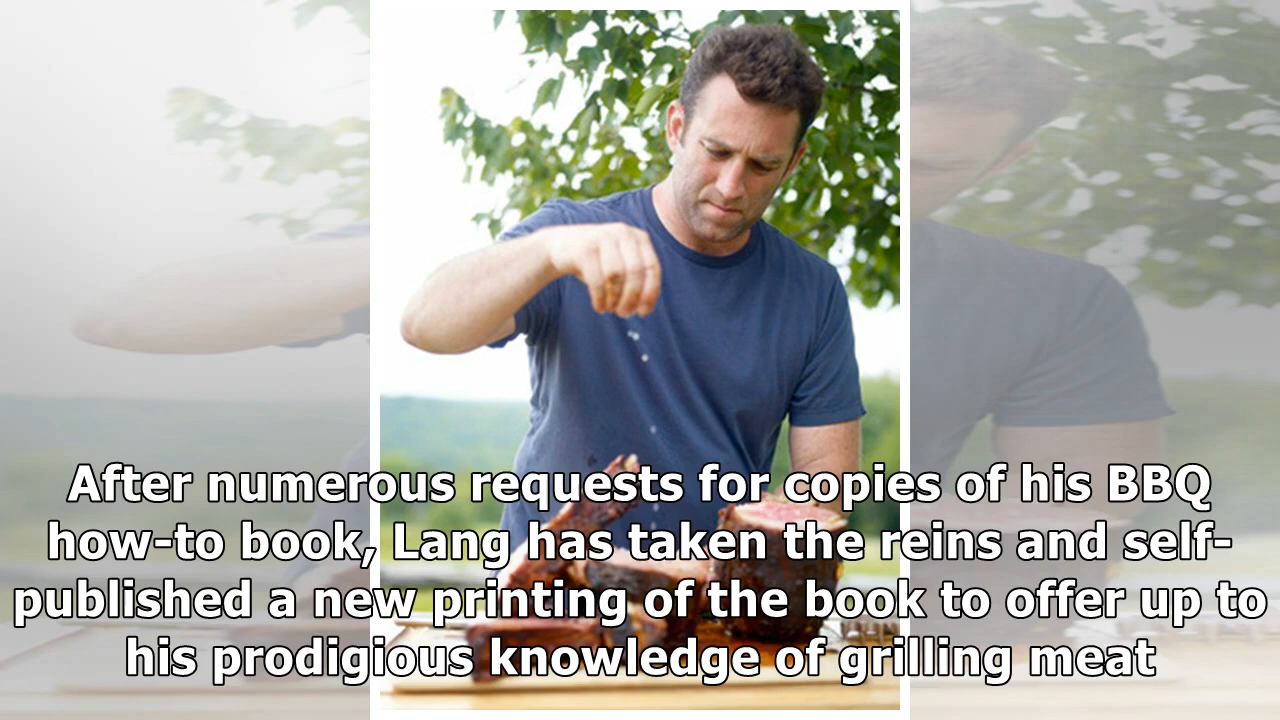 After numerous requests for copies of his BBQ
how-to book, Lang has taken the reins and self-
published a new printing of the book to offer up to
his prodigious knowledge of grilling meat